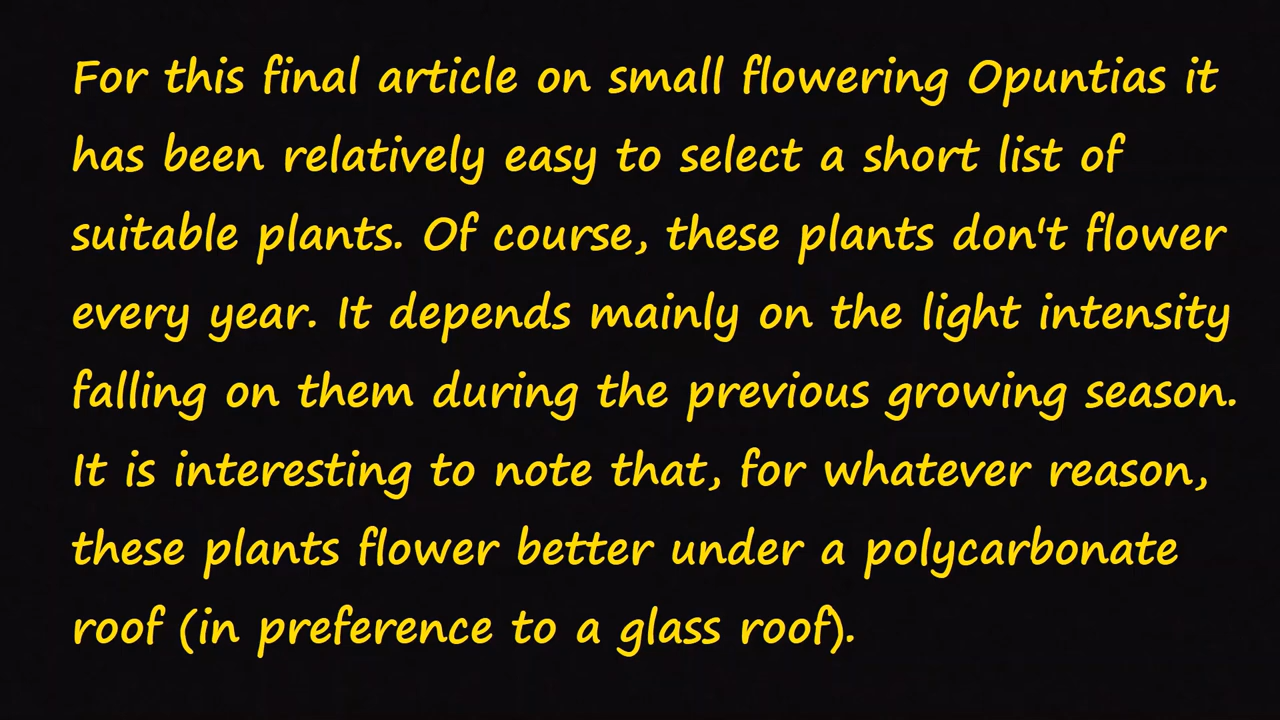 For this final article on small flowering Opuntias it
has been relatively easy to select a short list of
suitable plants. Of course, these plants don't flower
every year. It depends mainly on the light intensity
falling on them during the previous growing season.
It is interesting to note that, for whatever reason,
these plants flower better under a polycarbonate
roof (in preference to a glass roof).